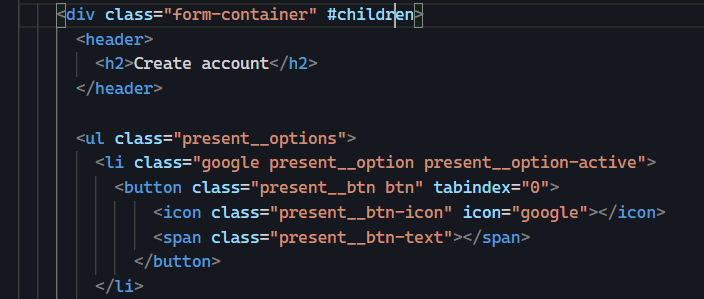 <div class="form-container" #children>
<header>
<h2>Create account</h2>
</header>
<ul class="present__options">
<li class="google present__option present__option-active">
<button class="present__btn btn" tabindex="0">
<icon class="present__btn-icon" icon="google"></icon>
<span class="present__btn-text"></span>
</button>
</li>